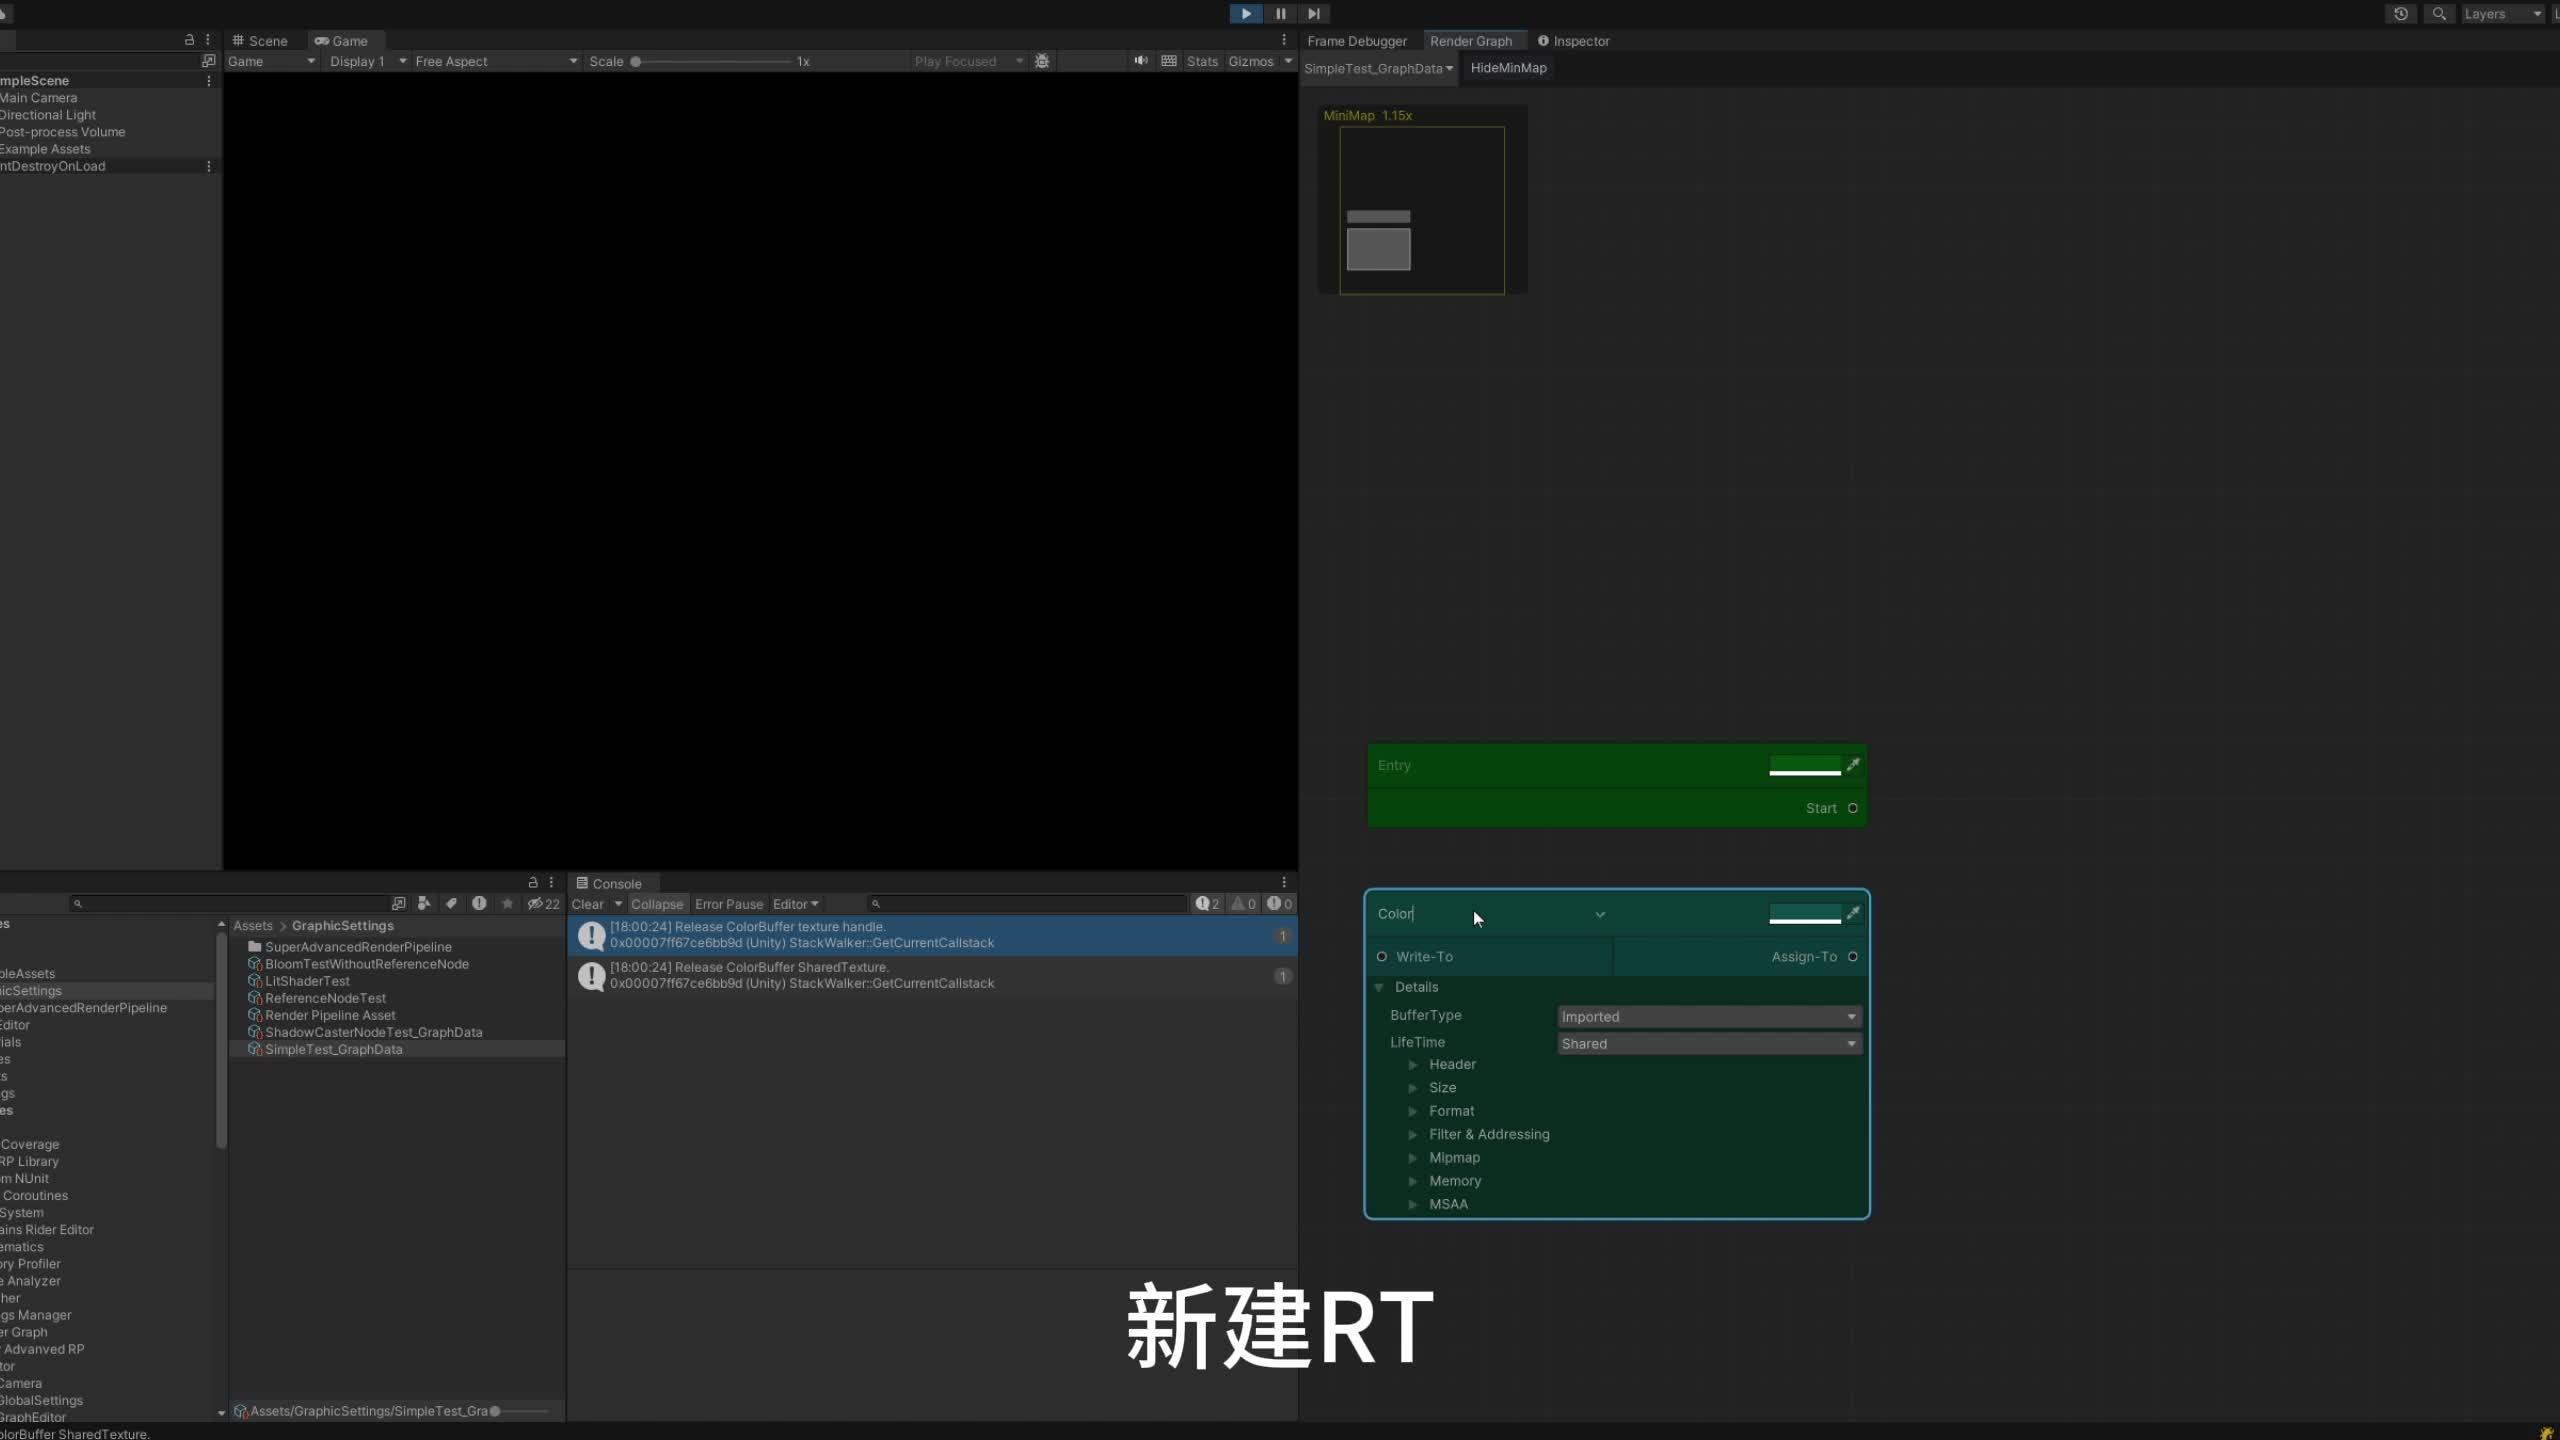 Layers
mpleScene
Main Camera
Directional Light
Post-process Volume
Example Assets
ntDestroyOnLoad
Scene
Game
Game
Display 1
Free Aspect
Scale
1x
Play Focused
Stats
Gizmos
Frame Debugger
Render Graph
Inspector
SimpleTest_GraphData
HideMinMap
MiniMap 1.15x
Entry
Start
Color
Write-To
Assign-To
Details
BufferType
Imported
LifeTime
Shared
Header
Size
Format
Filter & Addressing
Mipmap
Memory
MSAA
22
es
pleAssets
icSettings
perAdvancedRenderPipeline
Editor
rials
es
s
ngs
es
Coverage
RP Library
m NUnit
Coroutines
System
ains Rider Editor
ematics
ory Profiler
e Analyzer
her
gs Manager
er Graph
Advanved RP
tor
Camera
GlobalSettings
GraphEditor
Assets > GraphicSettings
SuperAdvancedRenderPipeline
BloomTestWithoutReferenceNode
LitShaderTest
ReferenceNodeTest
Render Pipeline Asset
ShadowCasterNodeTest_GraphData
SimpleTest_GraphData
Assets/GraphicSettings/SimpleTest_Gra
Console
Clear
Collapse
Error Pause
Editor
2
0
0
[18:00:24] Release ColorBuffer texture handle.
0x00007ff67ce6bb9d (Unity) StackWalker::GetCurrentCallstack
1
[18:00:24] Release ColorBuffer SharedTexture.
0x00007ff67ce6bb9d (Unity) StackWalker::GetCurrentCallstack
1
新建RT
olorBuffer SharedTexture.